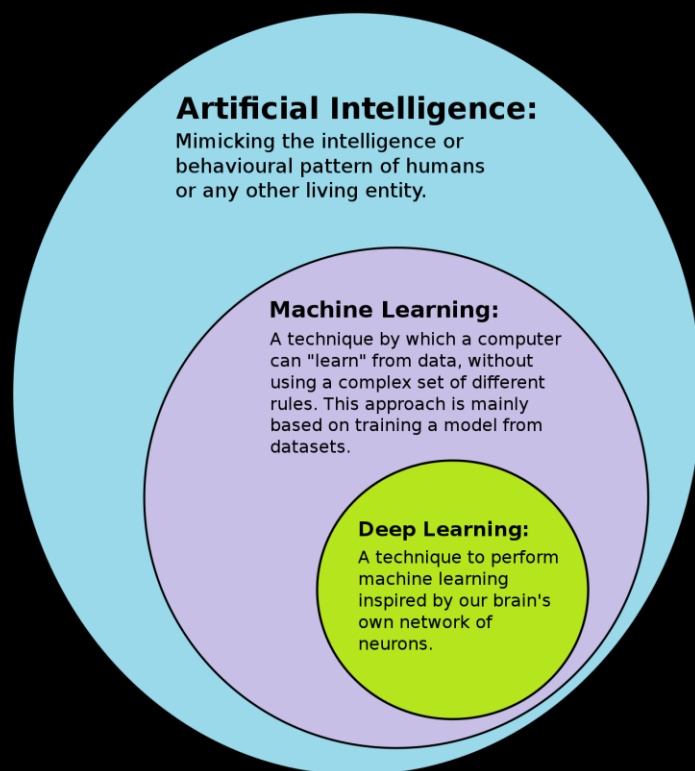 Artificial Intelligence:
Mimicking the intelligence or
behavioural pattern of humans
or any other living entity.
Machine Learning:
A technique by which a computer
can "learn" from data, without
using a complex set of different
rules. This approach is mainly
based on training a model from
datasets.
Deep Learning:
A technique to perform
machine learning
inspired by our brain's
own network of
neurons.